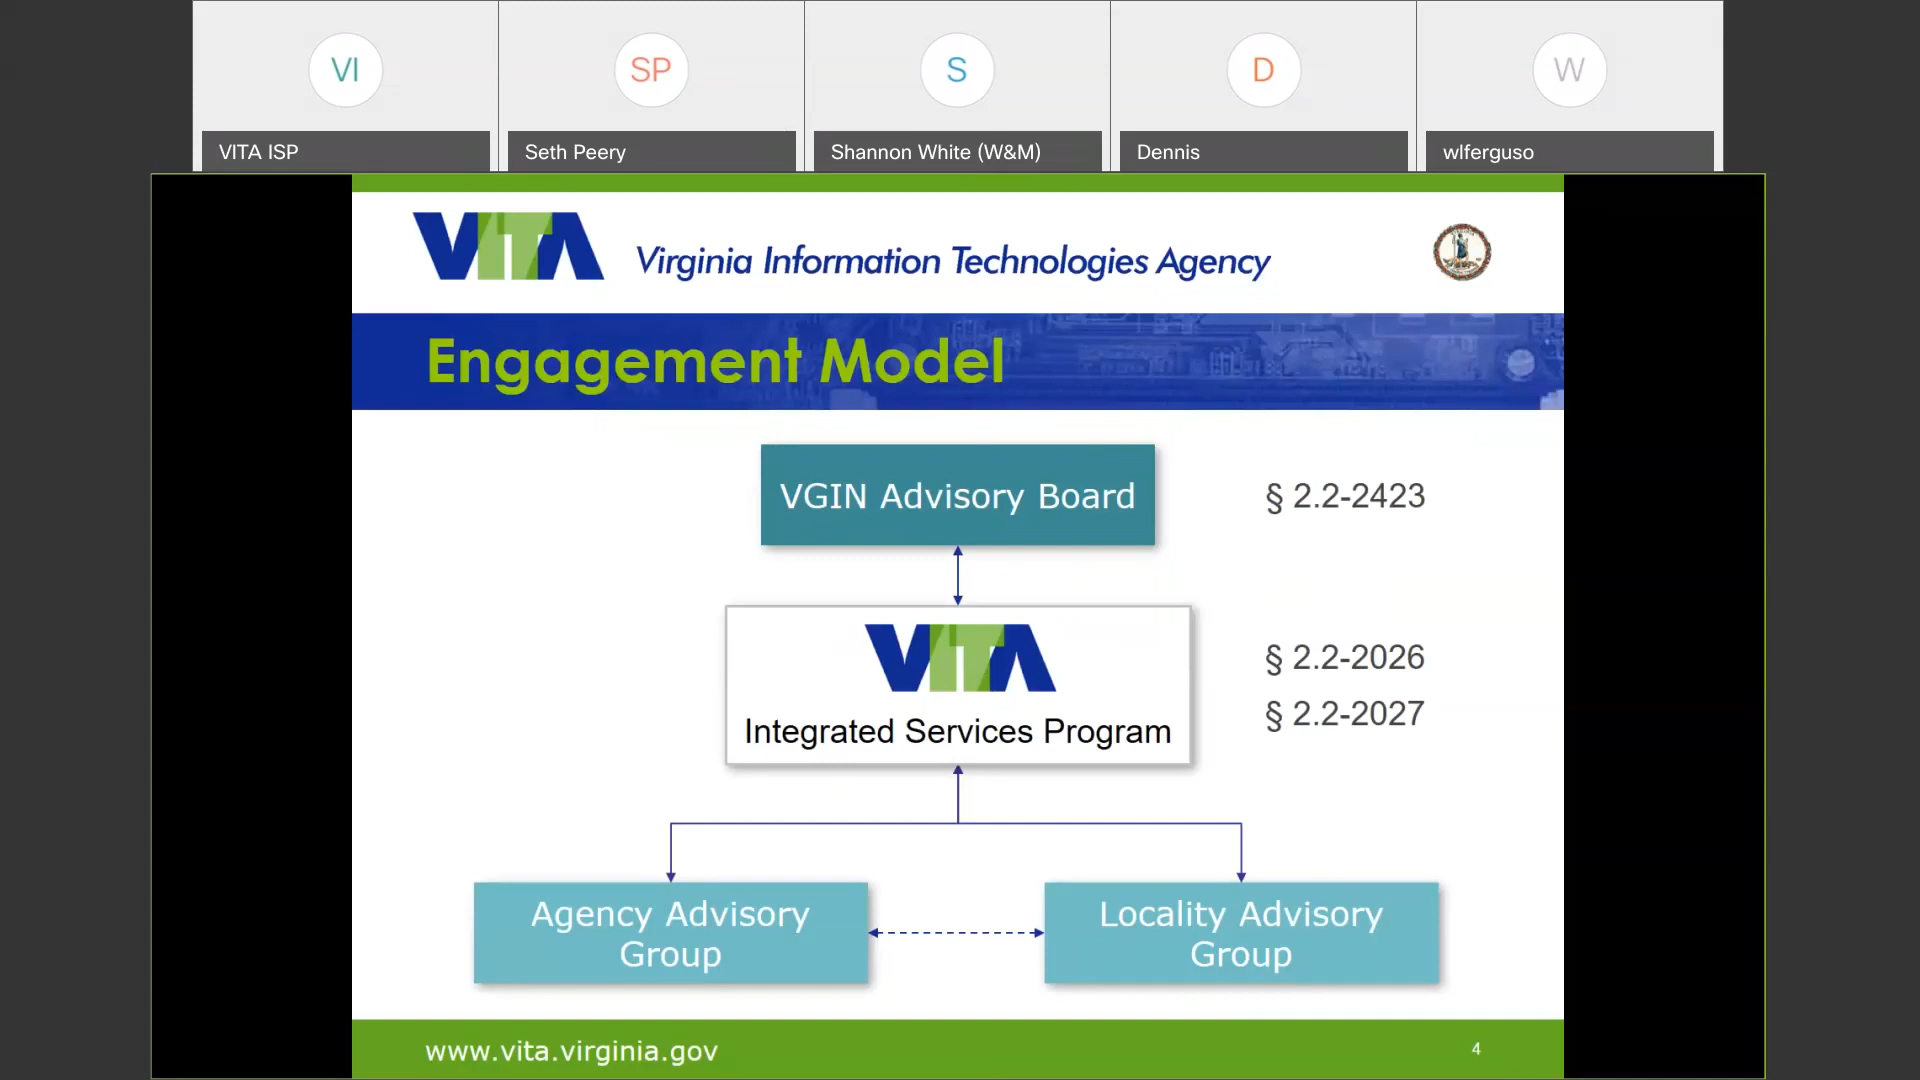 VI
SP
S
D
W
VITA ISP
Seth Peery
Shannon White (W&M)
Dennis
wlferguso
VITA
Virginia Information Technologies Agency
Engagement Model
VGIN Advisory Board
§ 2.2-2423
VITA
Integrated Services Program
§ 2.2-2026
§ 2.2-2027
Agency Advisory
Group
Locality Advisory
Group
www.vita.virginia.gov
4